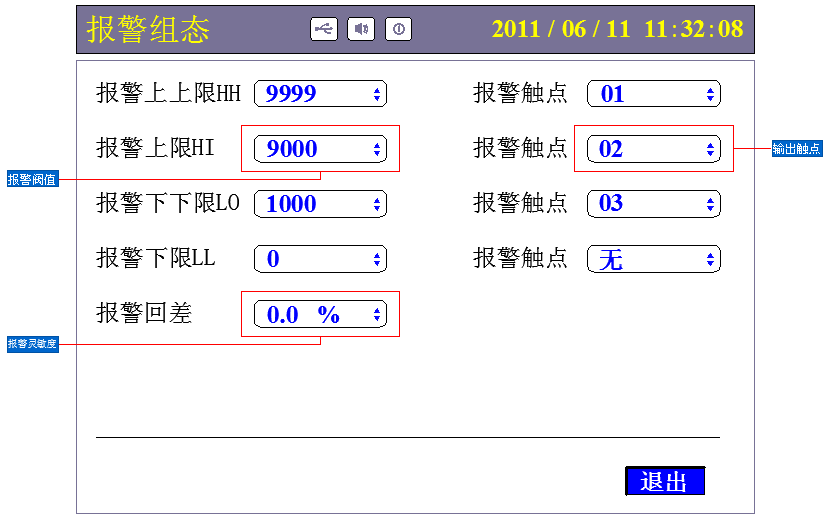 报警组态 2011 / 06 / 11 11:32:08
报警上上限HH 9999 报警触点 01
报警上限HI 9000 报警触点 02
输出触点
报警阀值
报警下下限LO 1000 报警触点 03
报警下限LL 0 报警触点 无
报警回差 0.0 %
报警灵敏度
退出